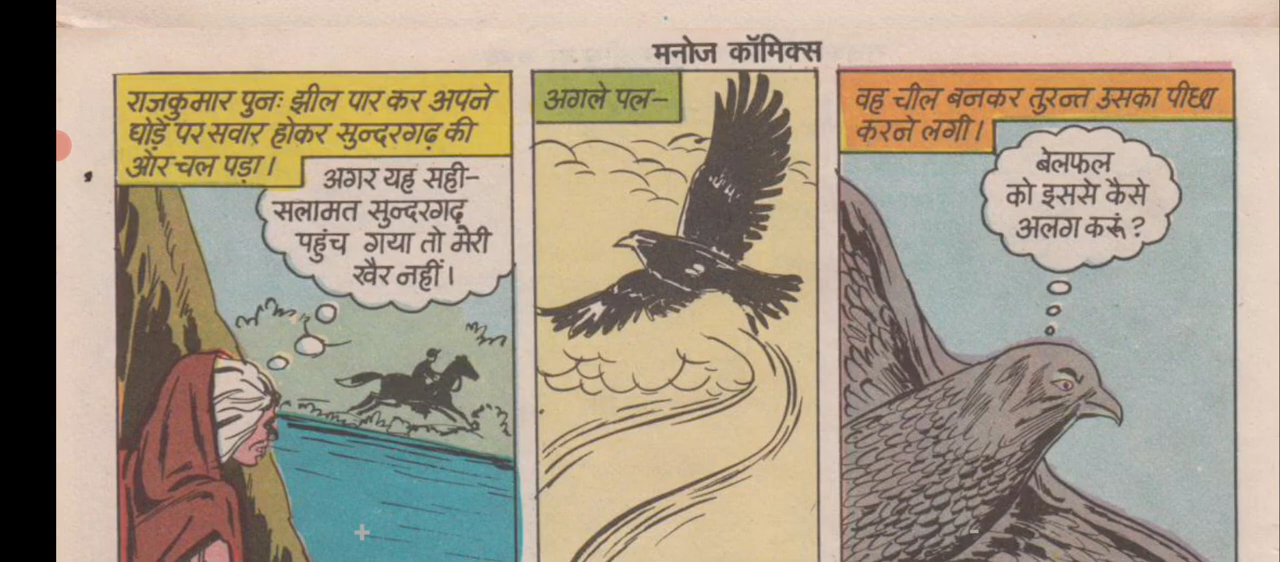 मनोज कॉमिक्स
राजकुमार पुनः झील पार कर अपने
घोड़े पर सवार होकर सुन्दरगढ़ की
ओर चल पड़ा।
अगर यह सही-
सलामत सुन्दरगढ़
पहुंच गया तो मेरी
खैर नहीं।
अगले पल-
वह चील बनकर तुरन्त उसका पीछा
करने लगी।
बेलफल
को इससे कैसे
अलग करूं?